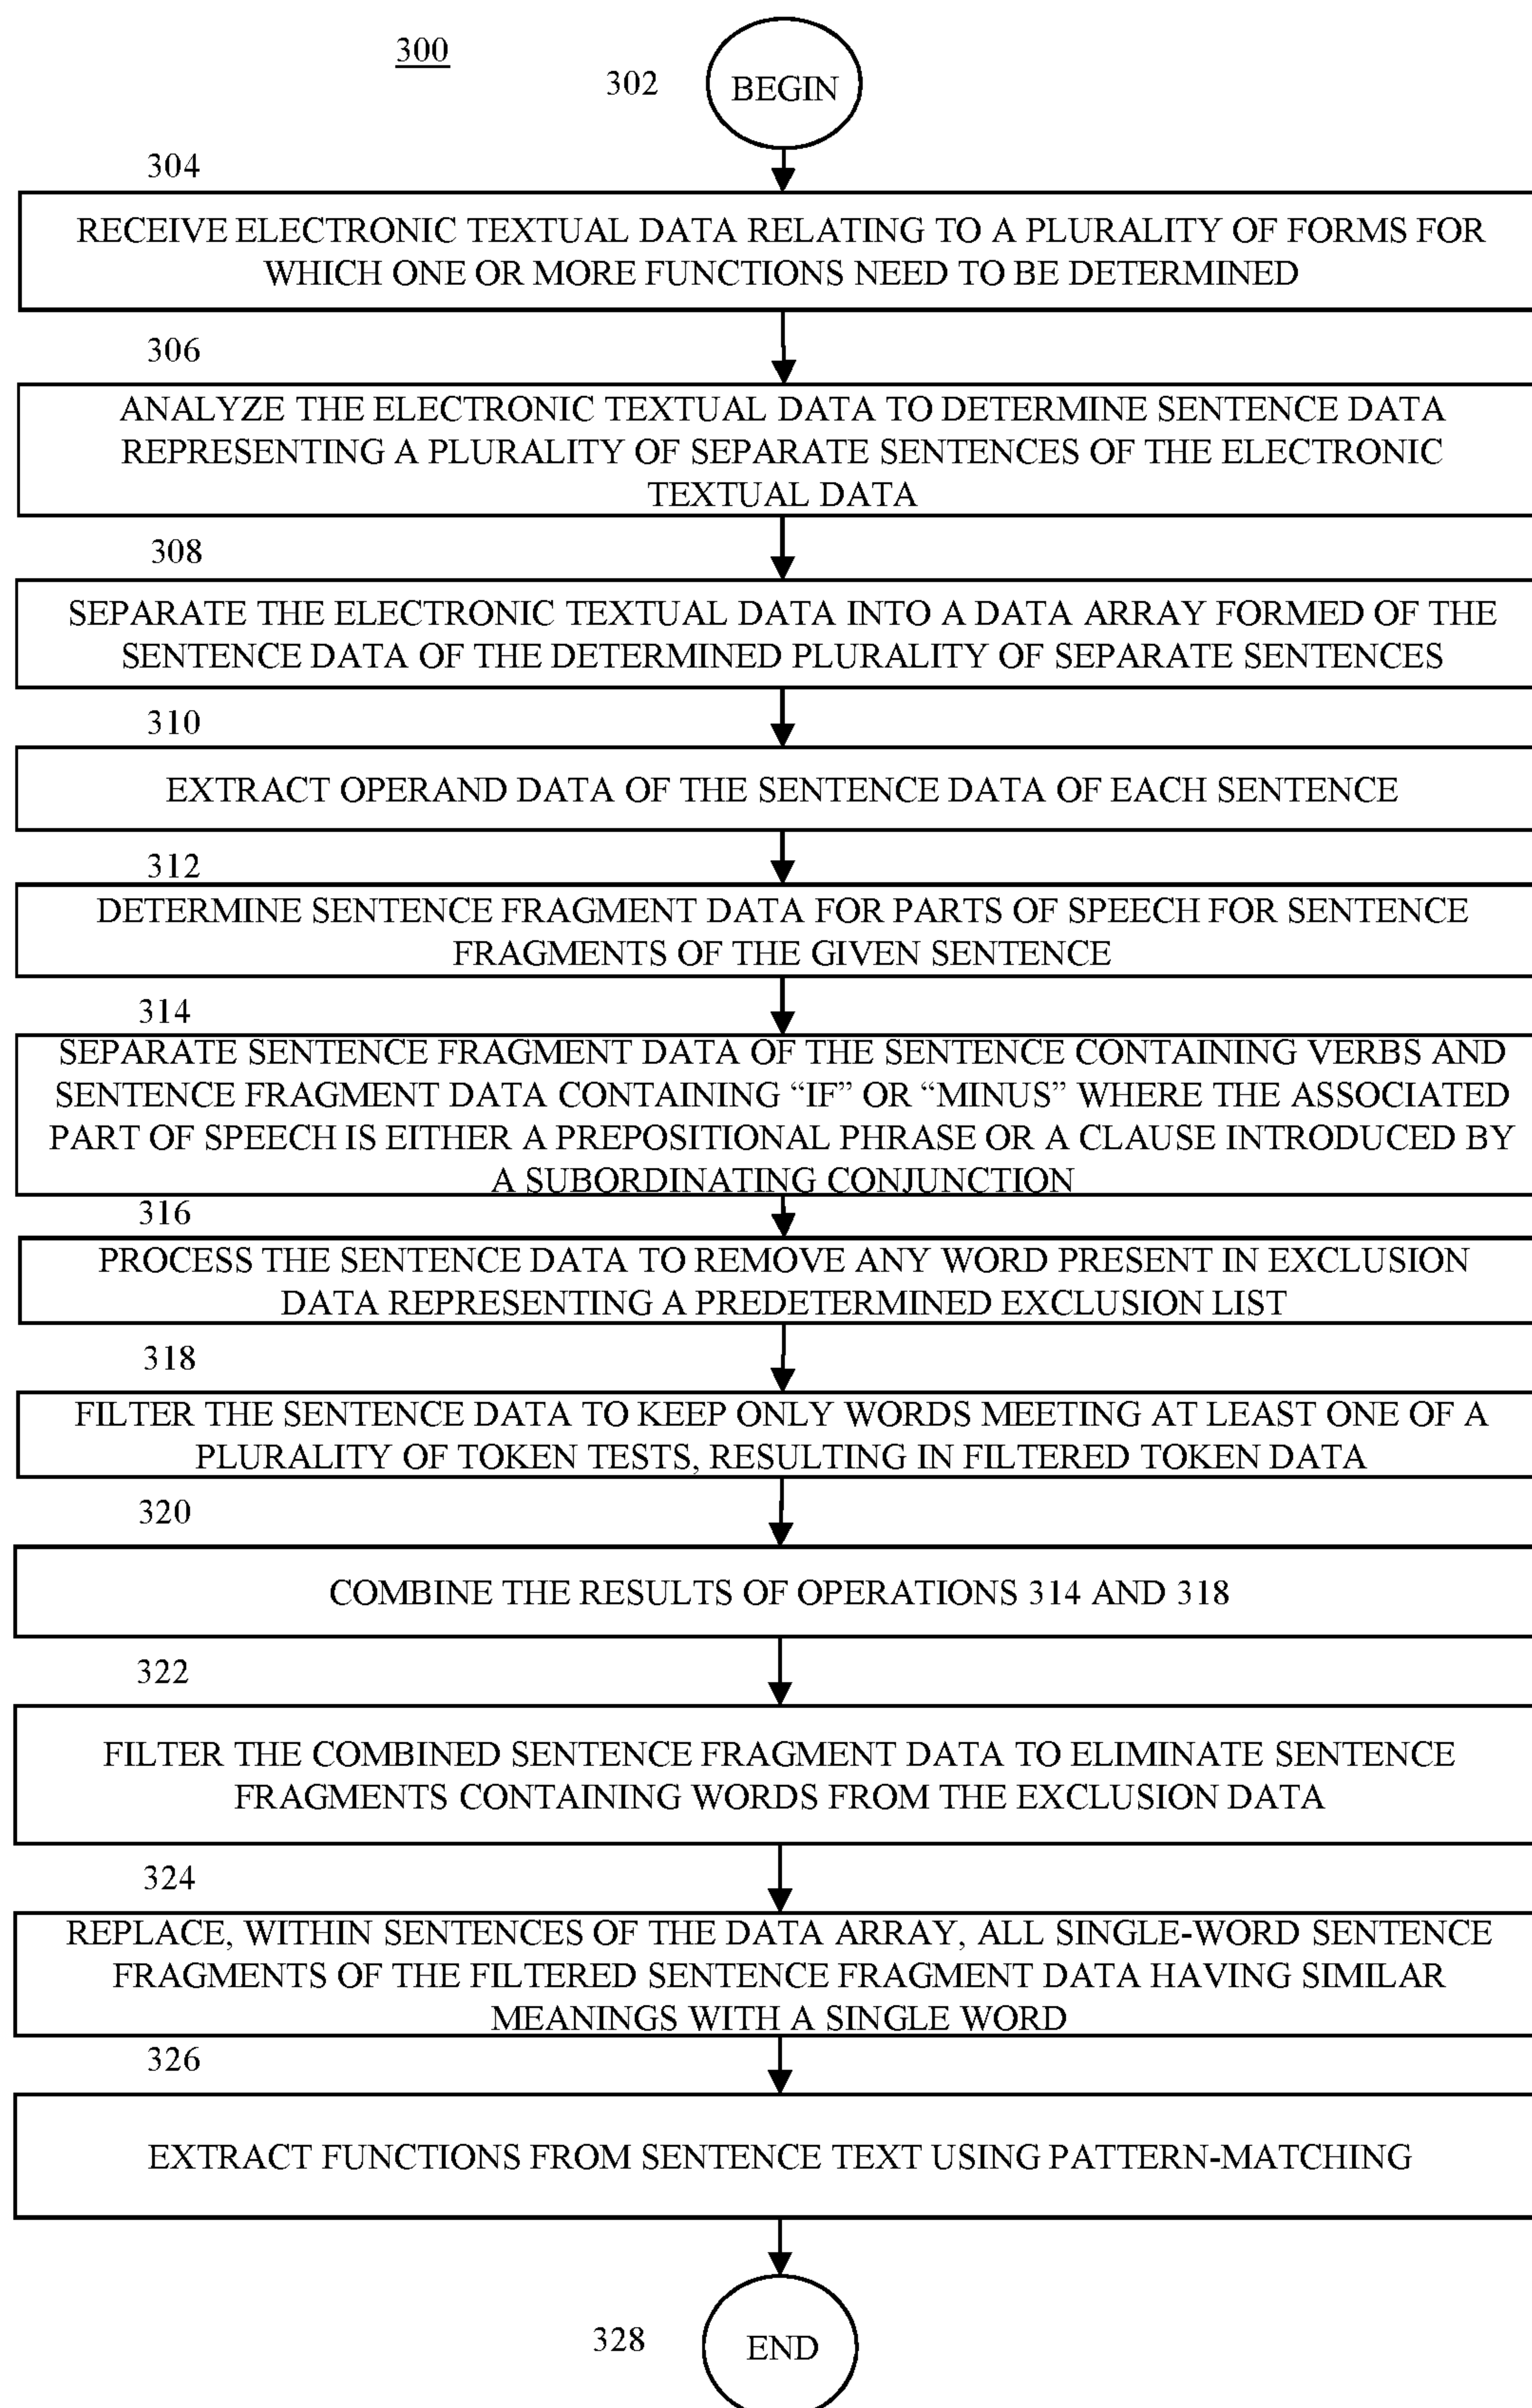 300
302
BEGIN
304
RECEIVE ELECTRONIC TEXTUAL DATA RELATING TO A PLURALITY OF FORMS FOR
WHICH ONE OR MORE FUNCTIONS NEED TO BE DETERMINED
306
ANALYZE THE ELECTRONIC TEXTUAL DATA TO DETERMINE SENTENCE DATA
REPRESENTING A PLURALITY OF SEPARATE SENTENCES OF THE ELECTRONIC
TEXTUAL DATA
308
SEPARATE THE ELECTRONIC TEXTUAL DATA INTO A DATA ARRAY FORMED OF THE
SENTENCE DATA OF THE DETERMINED PLURALITY OF SEPARATE SENTENCES
310
EXTRACT OPERAND DATA OF THE SENTENCE DATA OF EACH SENTENCE
312
DETERMINE SENTENCE FRAGMENT DATA FOR PARTS OF SPEECH FOR SENTENCE
FRAGMENTS OF THE GIVEN SENTENCE
314
SEPARATE SENTENCE FRAGMENT DATA OF THE SENTENCE CONTAINING VERBS AND
SENTENCE FRAGMENT DATA CONTAINING “IF” OR “MINUS” WHERE THE ASSOCIATED
PART OF SPEECH IS EITHER A PREPOSITIONAL PHRASE OR A CLAUSE INTRODUCED BY
A SUBORDINATING CONJUNCTION
316
PROCESS THE SENTENCE DATA TO REMOVE ANY WORD PRESENT IN EXCLUSION
DATA REPRESENTING A PREDETERMINED EXCLUSION LIST
318
FILTER THE SENTENCE DATA TO KEEP ONLY WORDS MEETING AT LEAST ONE OF A
PLURALITY OF TOKEN TESTS, RESULTING IN FILTERED TOKEN DATA
320
COMBINE THE RESULTS OF OPERATIONS 314 AND 318
322
FILTER THE COMBINED SENTENCE FRAGMENT DATA TO ELIMINATE SENTENCE
FRAGMENTS CONTAINING WORDS FROM THE EXCLUSION DATA
324
REPLACE, WITHIN SENTENCES OF THE DATA ARRAY, ALL SINGLE-WORD SENTENCE
FRAGMENTS OF THE FILTERED SENTENCE FRAGMENT DATA HAVING SIMILAR
MEANINGS WITH A SINGLE WORD
326
EXTRACT FUNCTIONS FROM SENTENCE TEXT USING PATTERN-MATCHING
328
END